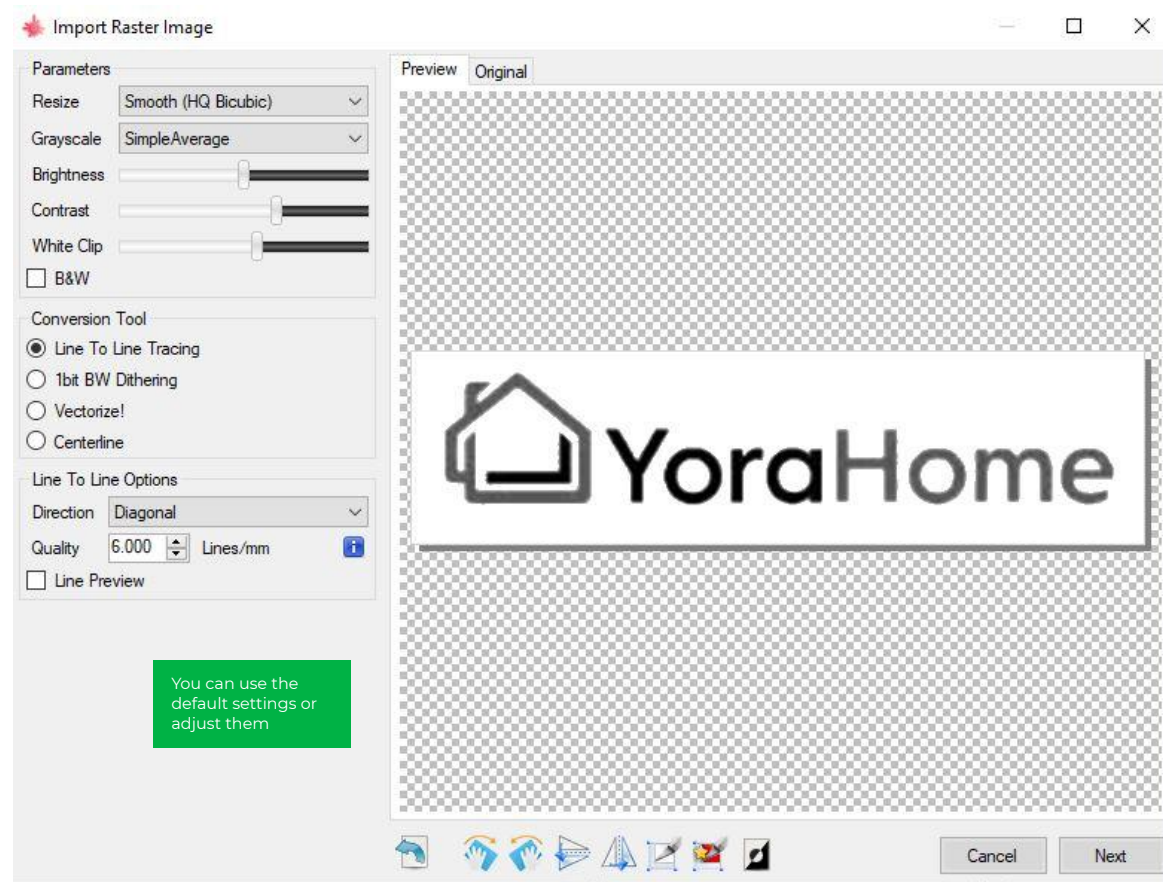 Import Raster Image
Parameters
Resize Smooth (HQ Bicubic)
Grayscale SimpleAverage
Brightness
Contrast
White Clip
B&W
Conversion Tool
Line To Line Tracing
1bit BW Dithering
Vectorize!
Centerline
Line To Line Options
Direction Diagonal
Quality 6.000 Lines/mm
Line Preview
You can use the
default settings or
adjust them
Preview Original
YoraHome
Cancel Next